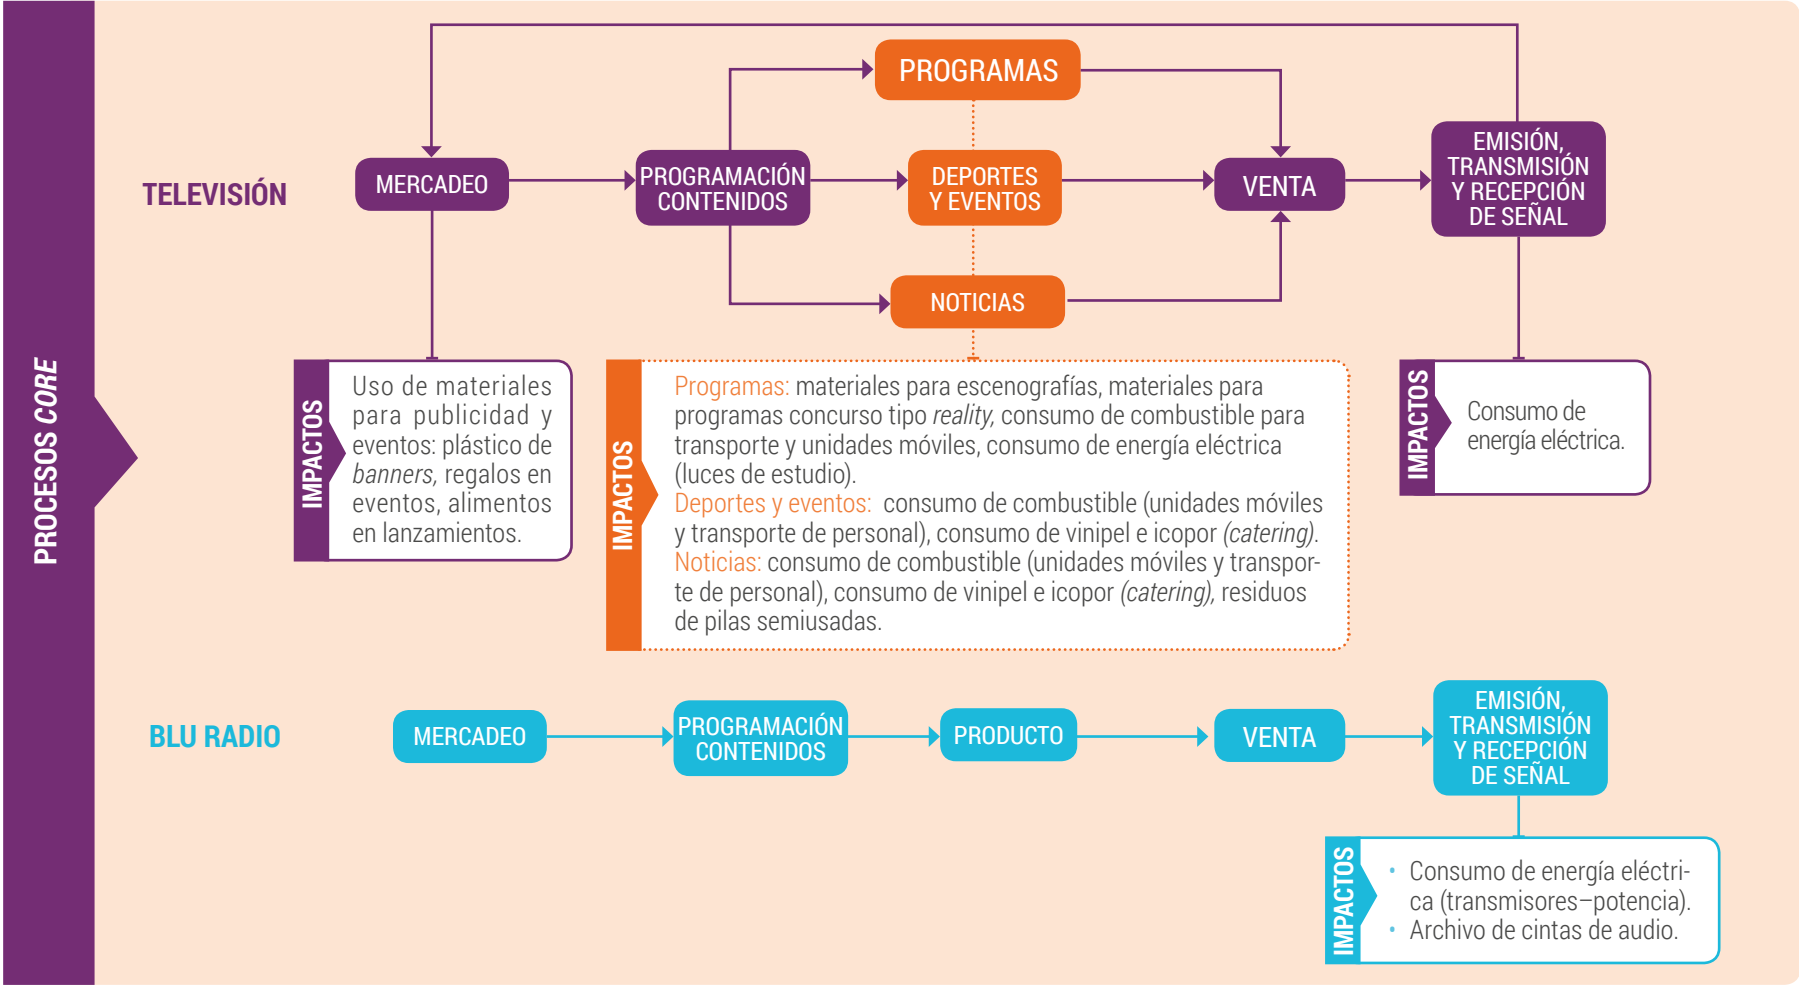 PROCESOS CORE
TELEVISIÓN
MERCADEO
PROGRAMACIÓN
CONTENIDOS
PROGRAMAS
DEPORTES
Y EVENTOS
NOTICIAS
VENTA
EMISIÓN,
TRANSMISIÓN
Y RECEPCIÓN
DE SEÑAL
IMPACTOS
Uso de materiales
para publicidad y
eventos: plástico de
banners, regalos en
eventos, alimentos
en lanzamientos.
IMPACTOS
Programas: materiales para escenografías, materiales para
programas concurso tipo reality, consumo de combustible para
transporte y unidades móviles, consumo de energía eléctrica
(luces de estudio).
Deportes y eventos: consumo de combustible (unidades móviles
y transporte de personal), consumo de vinipel e icopor (catering).
Noticias: consumo de combustible (unidades móviles y transpor-
te de personal), consumo de vinipel e icopor (catering), residuos
de pilas semiusadas.
IMPACTOS
Consumo de
energía eléctrica.
BLU RADIO
MERCADEO
PROGRAMACIÓN
CONTENIDOS
PRODUCTO
VENTA
EMISIÓN,
TRANSMISIÓN
Y RECEPCIÓN
DE SEÑAL
IMPACTOS
• Consumo de energía eléctri-
ca (transmisores–potencia).
• Archivo de cintas de audio.